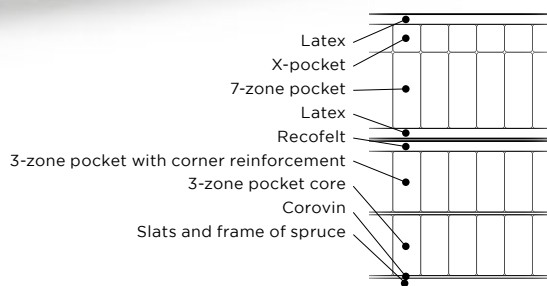 Latex
X-pocket
7-zone pocket
Latex
Recofelt
3-zone pocket with corner reinforcement
3-zone pocket core
Corovin
Slats and frame of spruce